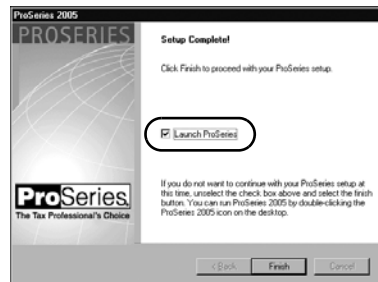 ProSeries 2005
PROSERIES
Setup Complete!
Click Finish to proceed with your ProSeries setup.
Launch ProSeries
If you do not want to continue with your ProSeries setup at
this time, unselect the check box above and select the finish
button. You can run ProSeries 2005 by double-clicking the
ProSeries 2005 icon on the desktop.
ProSeries.
The Tax Professional's Choice
< Back Finish Cancel